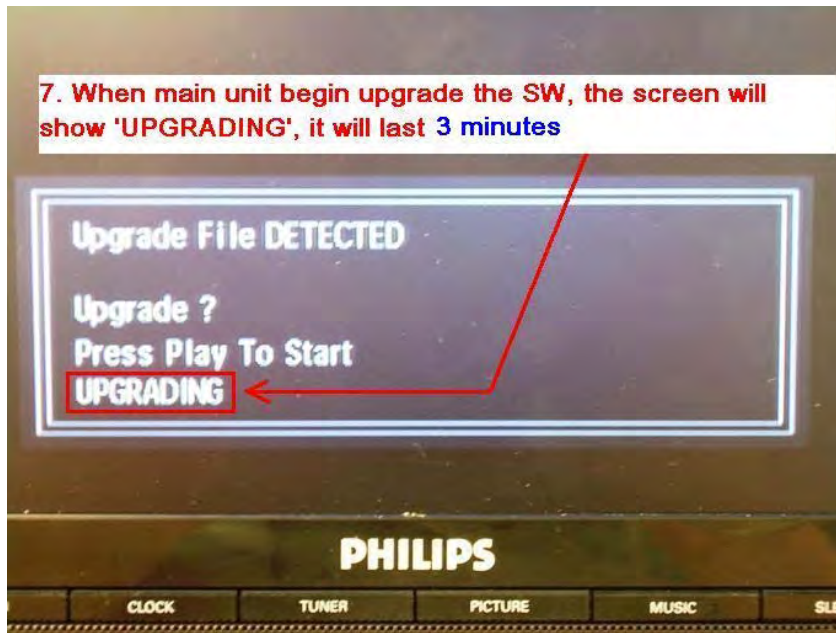 7. When main unit begin upgrade the SW, the screen will
show 'UPGRADING', it will last 3 minutes
Upgrade File DETECTED
Upgrade ?
Press Play To Start
UPGRADING
PHILIPS
CLOCK
TUNER
PICTURE
MUSIC